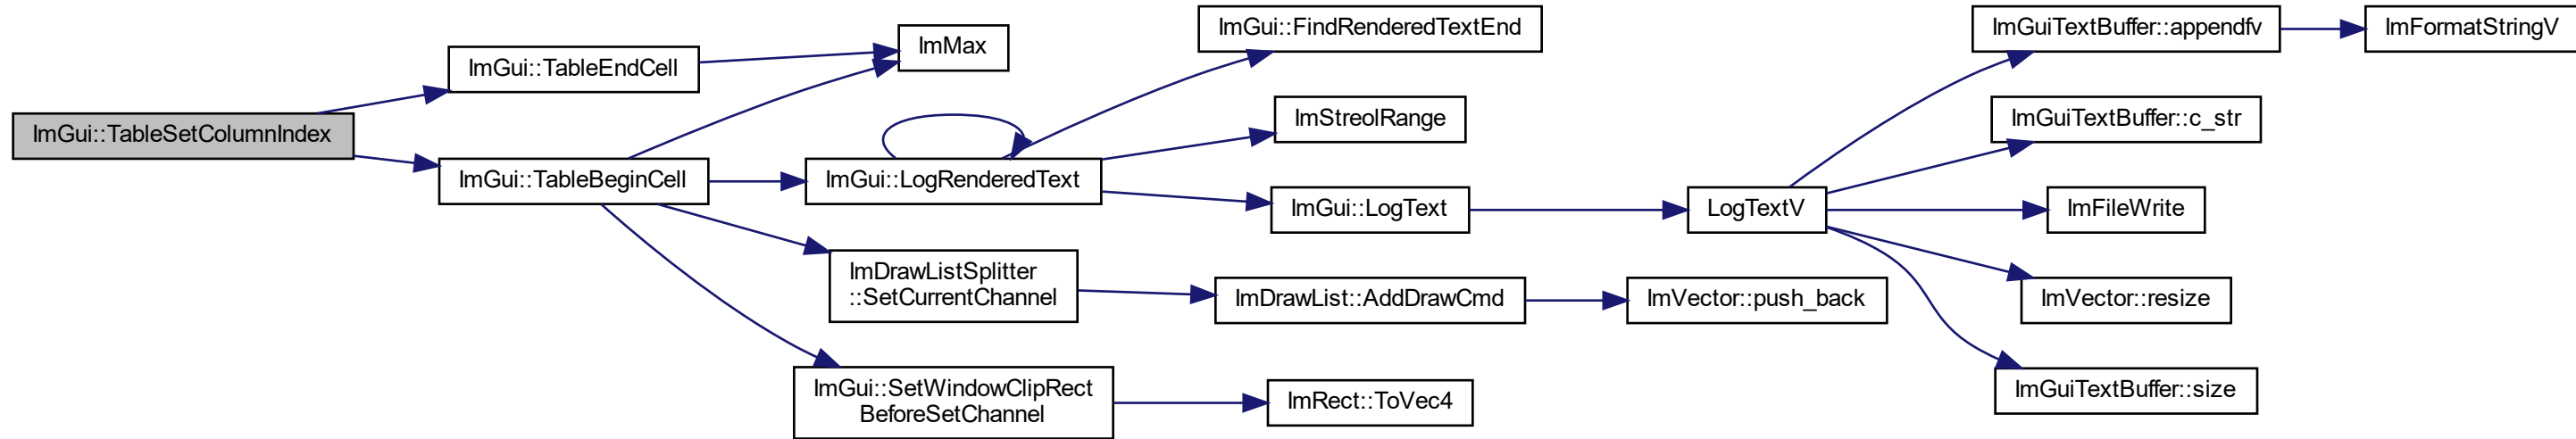 ImGui::TableSetColumnIndex
ImGui::TableEndCell
ImGui::TableBeginCell
ImMax
ImGui::LogRenderedText
ImDrawListSplitter
::SetCurrentChannel
ImGui::SetWindowClipRect
BeforeSetChannel
ImGui::FindRenderedTextEnd
ImStreolRange
ImGui::LogText
ImDrawList::AddDrawCmd
ImRect::ToVec4
LogTextV
ImVector::push_back
ImGuiTextBuffer::appendfv
ImGuiTextBuffer::c_str
ImFileWrite
ImVector::resize
ImGuiTextBuffer::size
ImFormatStringV